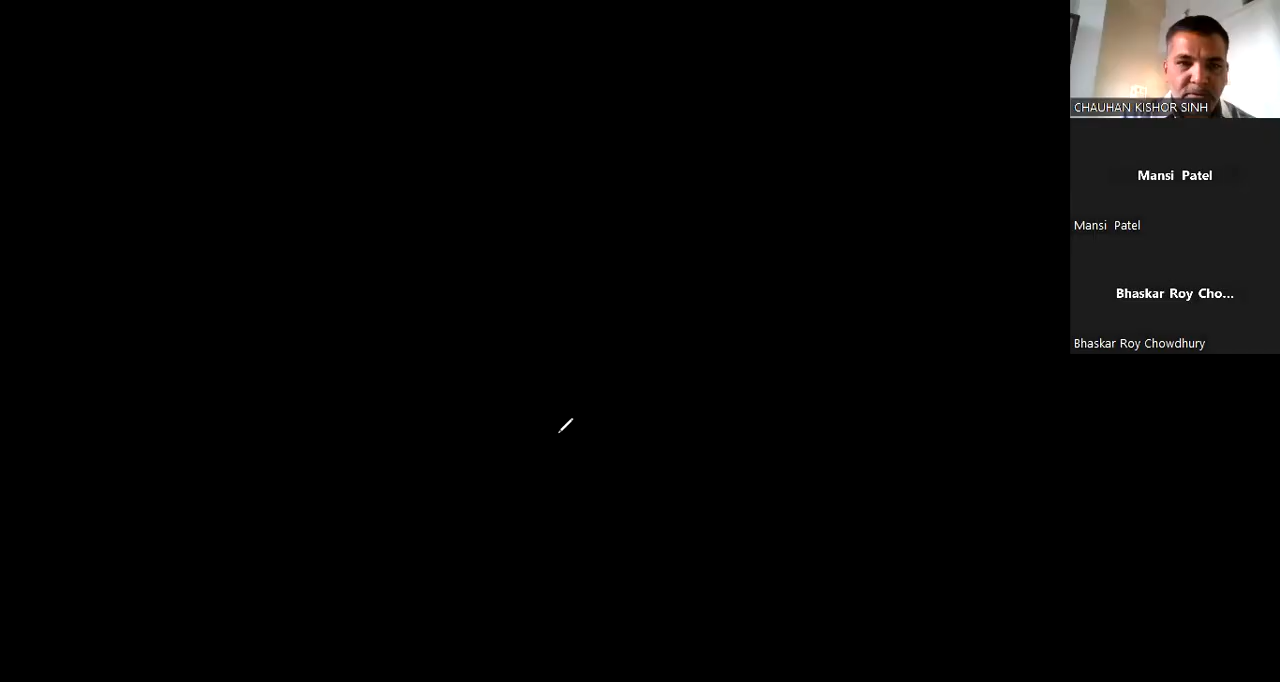 CHAUHAN KISHOR SINH
Mansi Patel
Mansi Patel
Bhaskar Roy Cho...
Bhaskar Roy Chowdhury